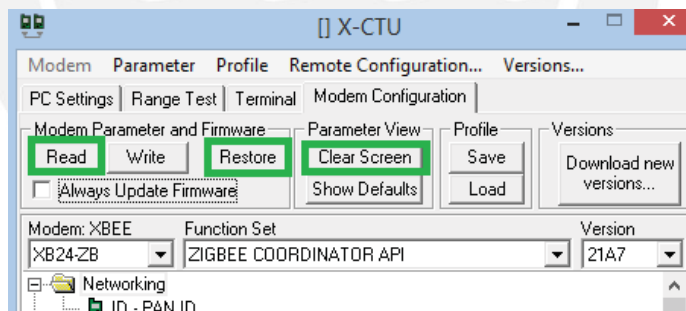 [] X-CTU
Modem Parameter Profile Remote Configuration... Versions...
PC Settings Range Test Terminal Modem Configuration
Modem Parameter and Firmware Parameter View Profile Versions
Read Write Restore Clear Screen Save Download new versions...
Always Update Firmware Show Defaults Load
Modem: XBEE Function Set Version
XB24-ZB ZIGBEE COORDINATOR API 21A7
Networking
ID - PAN ID